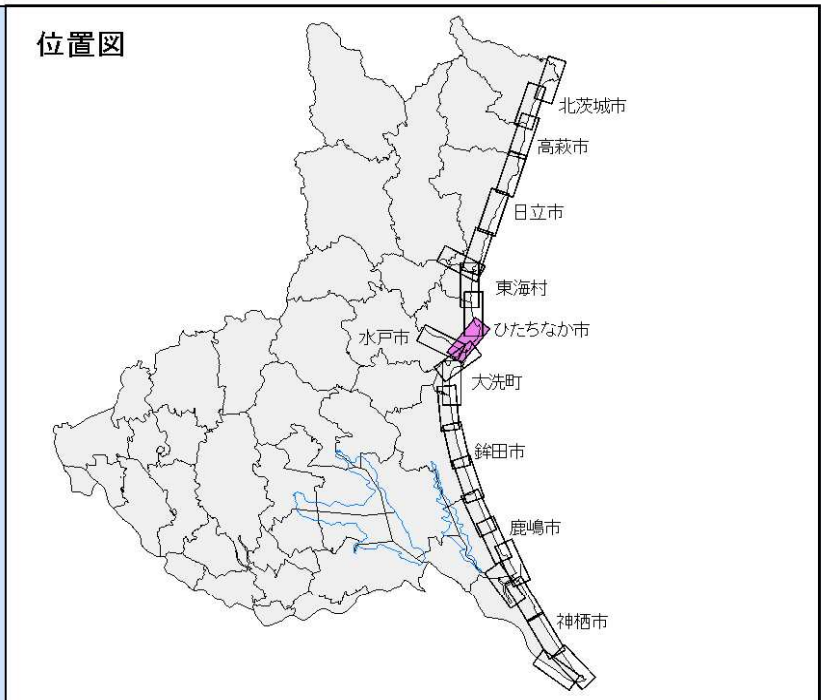 位置図
北茨城市
高萩市
日立市
東海村
ひたちなか市
水戸市
大洗町
鉾田市
鹿嶋市
神栖市